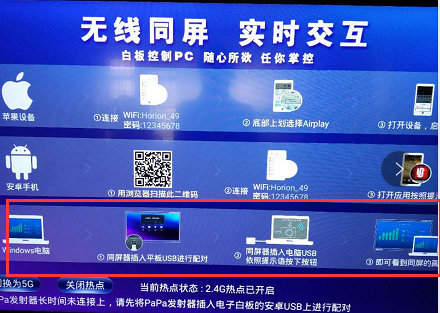 无线同屏 实时交互
白板控制PC 随心所欲 任你掌控
苹果设备
①连接
WiFi:Horion_49
密码:12345678
② 底部上划选择Airplay
③ 打开设备，启
安卓手机
① 用浏览器扫描此二维码
②连接
WiFi:Horion_49
密码:12345678
③ 打开应用按照提示
Windows电脑
① 同屏器插入平板USB进行配对
② 同屏器插入电脑USB
依照提示语按下按钮
③ 即可看到同屏的画
切换为5G
关闭热点
当前热点状态：2.4G热点已开启
PaPa发射器长时间未连接上，请先将PaPa发射器插入电子白板的安卓USB上进行配对